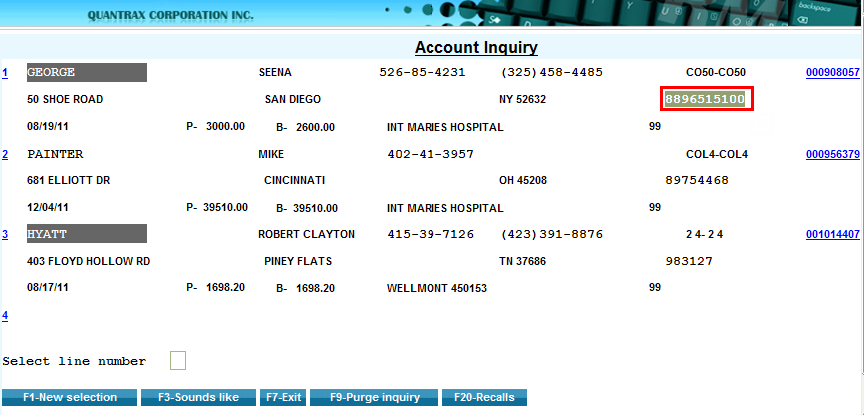 QUANTRAX CORPORATION INC.
Account Inquiry
1 GEORGE SEENA 526-85-4231 (325)458-4485 CO50-CO50 000908057
50 SHOE ROAD SAN DIEGO NY 52632 8896515100
08/19/11 P- 3000.00 B- 2600.00 INT MARIES HOSPITAL 99
2 PAINTER MIKE 402-41-3957 COL4-COL4 000956379
681 ELLIOTT DR CINCINNATI OH 45208 89754468
12/04/11 P- 39510.00 B- 39510.00 INT MARIES HOSPITAL 99
3 HYATT ROBERT CLAYTON 415-39-7126 (423)391-8876 24-24 001014407
403 FLOYD HOLLOW RD PINEY FLATS TN 37686 983127
08/17/11 P- 1698.20 B- 1698.20 WELLMONT 450153 99
4
Select line number
F1-New selection F3-Sounds like F7-Exit F9-Purge inquiry F20-Recalls